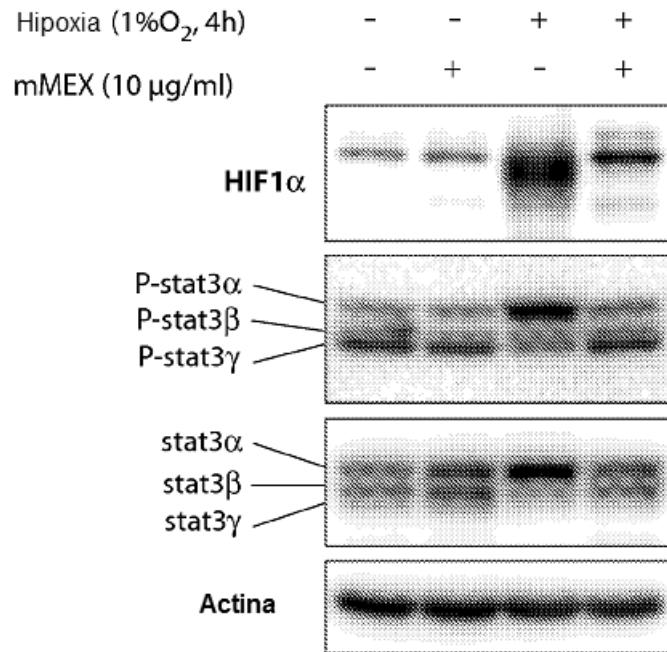 Hipoxia (1%O₂, 4h) - - + +
mMEX (10 µg/ml) - + - +
HIF1α
P-stat3α
P-stat3β
P-stat3γ
stat3α
stat3β
stat3γ
Actina